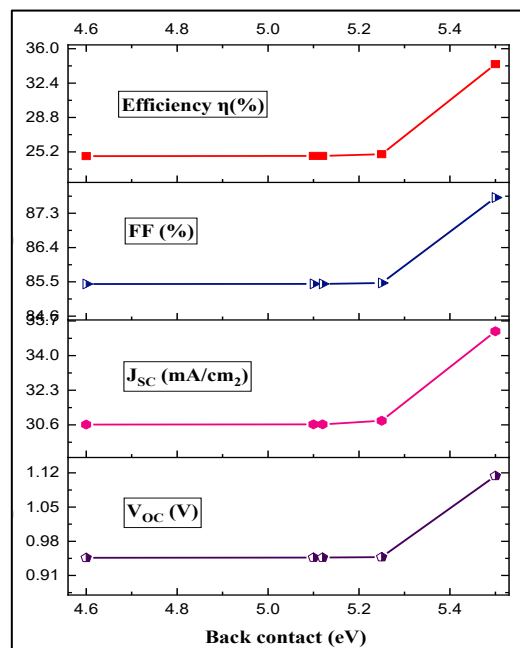 4.6 4.8 5.0 5.2 5.4
36.0
32.4
28.8
25.2
Efficiency η(%)
87.3
86.4
85.5
84.6
FF (%)
35.7
34.0
32.3
30.6
J_SC (mA/cm_2)
1.12
1.05
0.98
0.91
V_OC (V)
4.6 4.8 5.0 5.2 5.4
Back contact (eV)